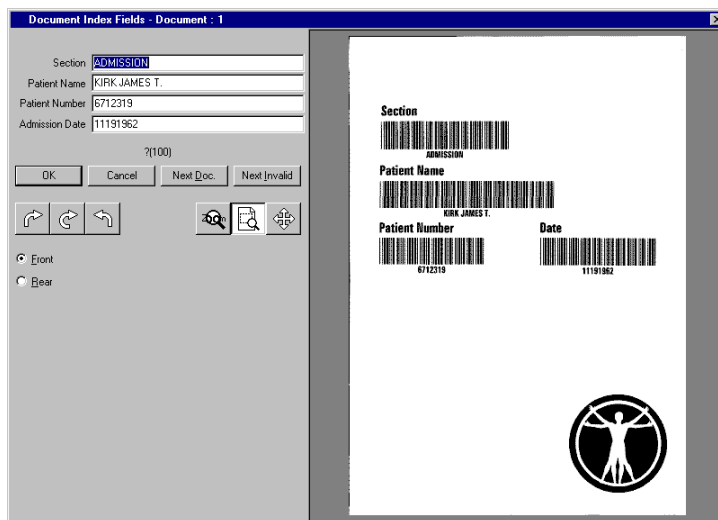 Document Index Fields - Document : 1
Section ADMISSION
Patient Name KIRK JAMES T.
Patient Number 6712319
Admission Date 11191962
?(100)
OK Cancel Next Doc. Next Invalid
Zoom
Front
Rear
Section
ADMISSION
Patient Name
KIRK JAMES T.
Patient Number Date
6712319 11191962